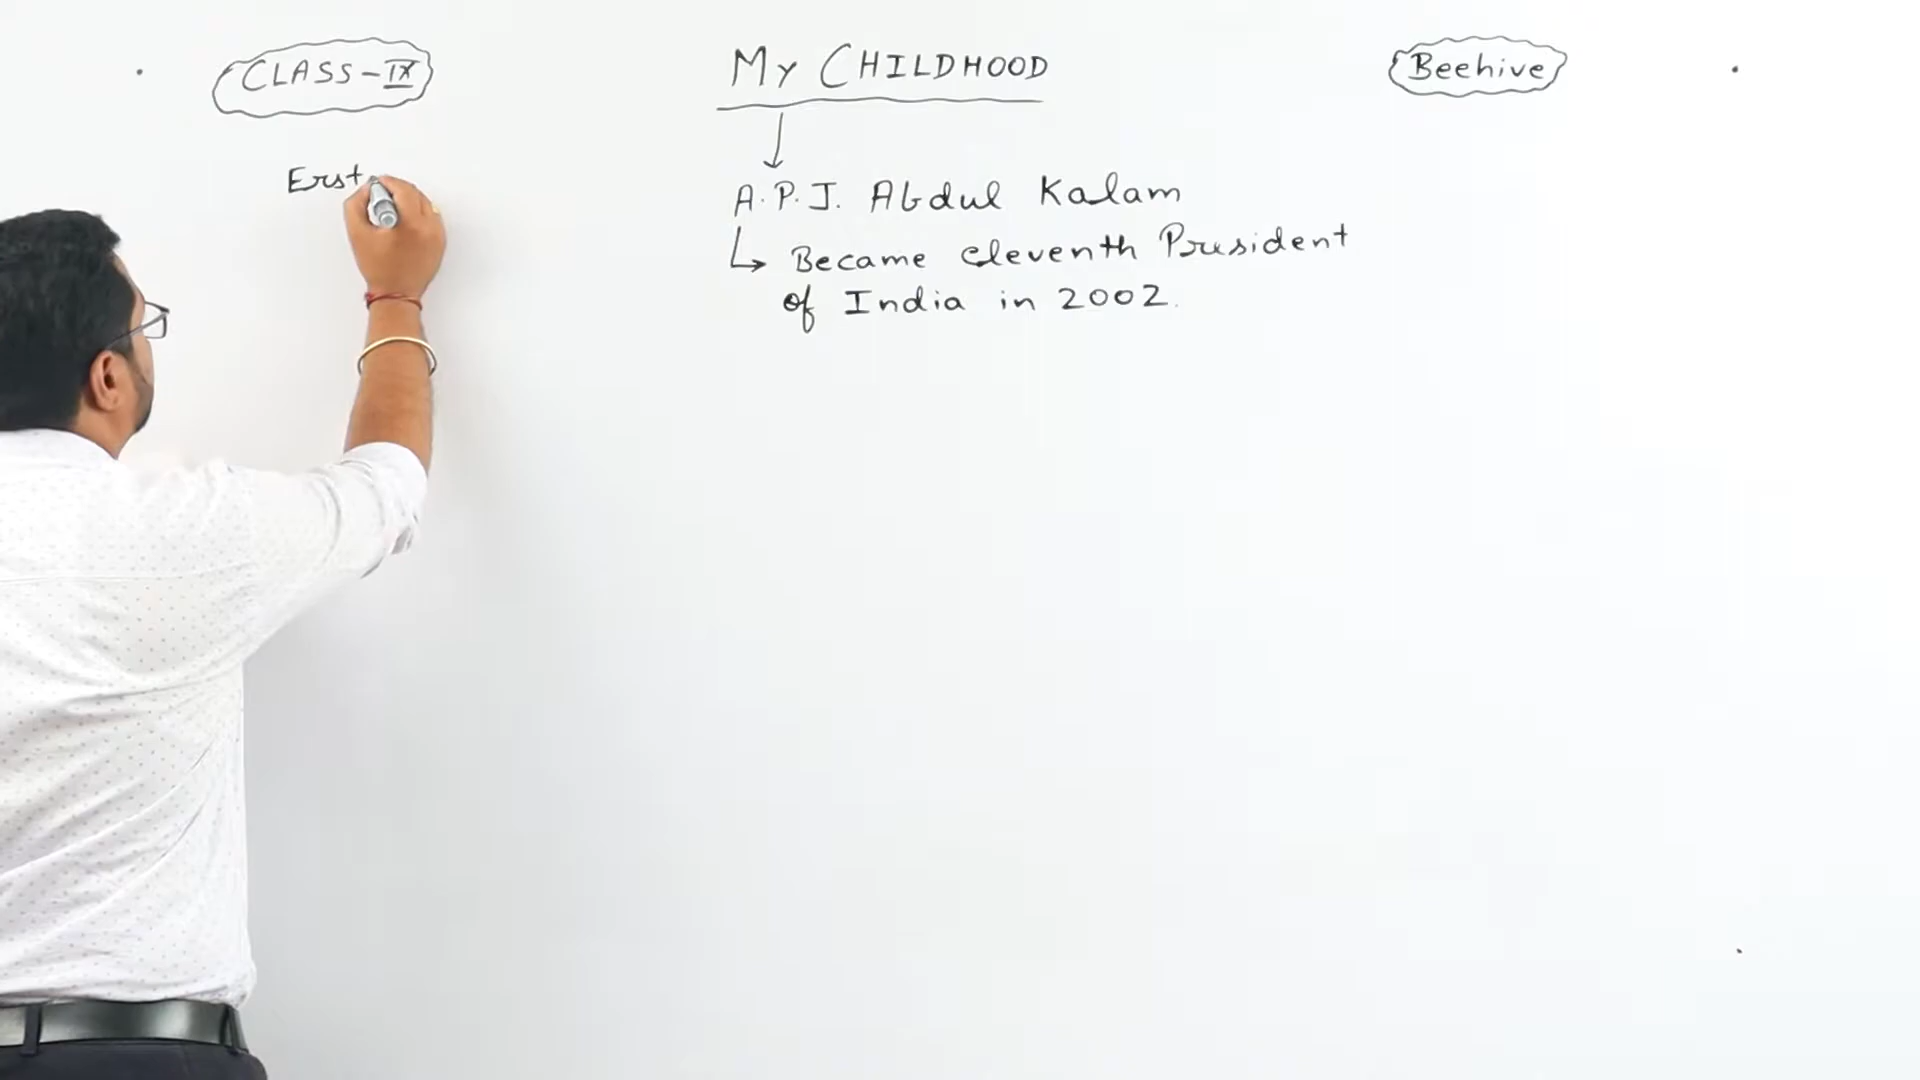 CLASS-IX
MY CHILDHOOD
Beehive
Erst
A.P.J. Abdul Kalam
Became eleventh President
of India in 2002.